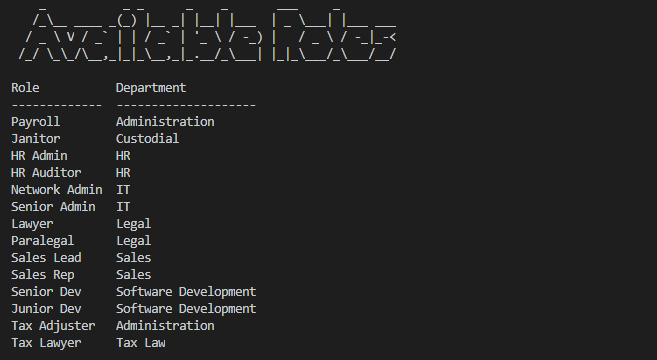 Available Roles
Role Department
Payroll Administration
Janitor Custodial
HR Admin HR
HR Auditor HR
Network Admin IT
Senior Admin IT
Lawyer Legal
Paralegal Legal
Sales Lead Sales
Sales Rep Sales
Senior Dev Software Development
Junior Dev Software Development
Tax Adjuster Administration
Tax Lawyer Tax Law